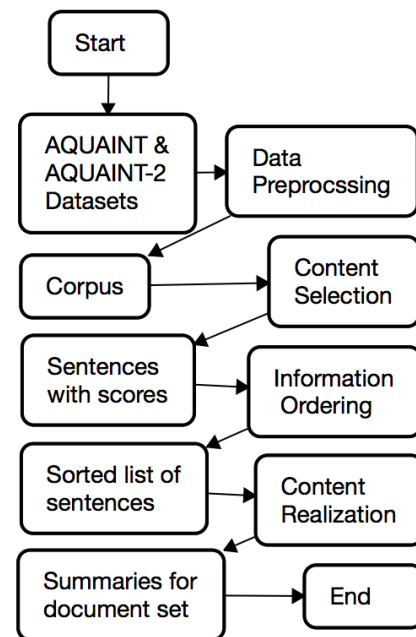 Start
AQUAINT &
AQUAINT-2
Datasets
Data
Preprocssing
Corpus
Content
Selection
Sentences
with scores
Information
Ordering
Sorted list of
sentences
Content
Realization
Summaries for
document set
End